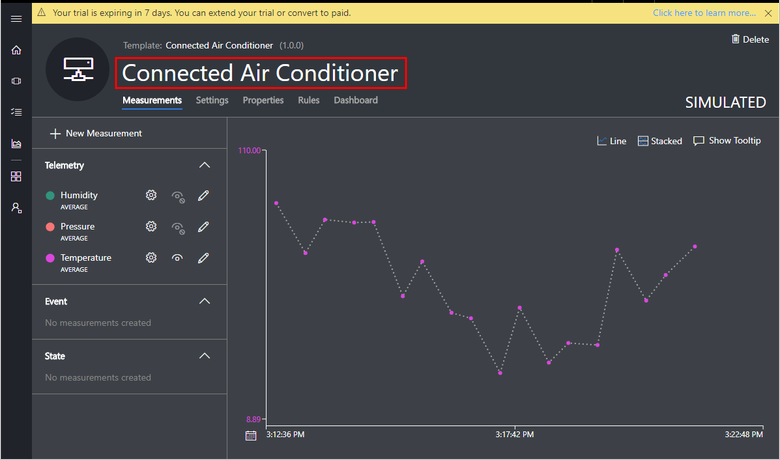 Your trial is expiring in 7 days. You can extend your trial or convert to paid.
Click here to learn more...
Template: Connected Air Conditioner (1.0.0)
Delete
Connected Air Conditioner
Measurements Settings Properties Rules Dashboard
SIMULATED
New Measurement
Line Stacked Show Tooltip
Telemetry
Humidity
AVERAGE
Pressure
AVERAGE
Temperature
AVERAGE
Event
No measurements created
State
No measurements created
110.00
8.89
3:12:36 PM 3:17:42 PM 3:22:48 PM